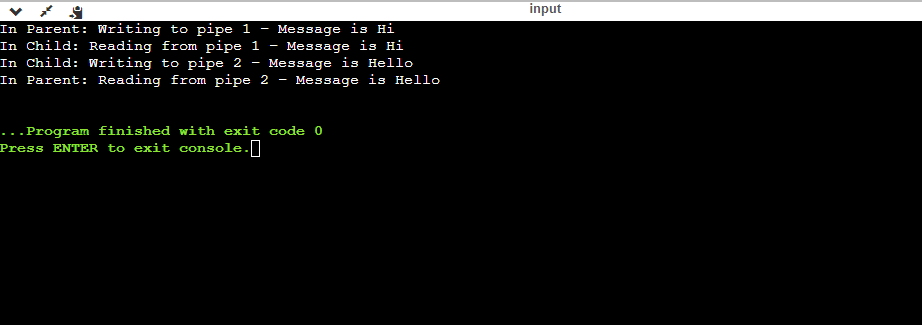 input
In Parent: Writing to pipe 1 – Message is Hi
In Child: Reading from pipe 1 – Message is Hi
In Child: Writing to pipe 2 – Message is Hello
In Parent: Reading from pipe 2 – Message is Hello
...Program finished with exit code 0
Press ENTER to exit console.